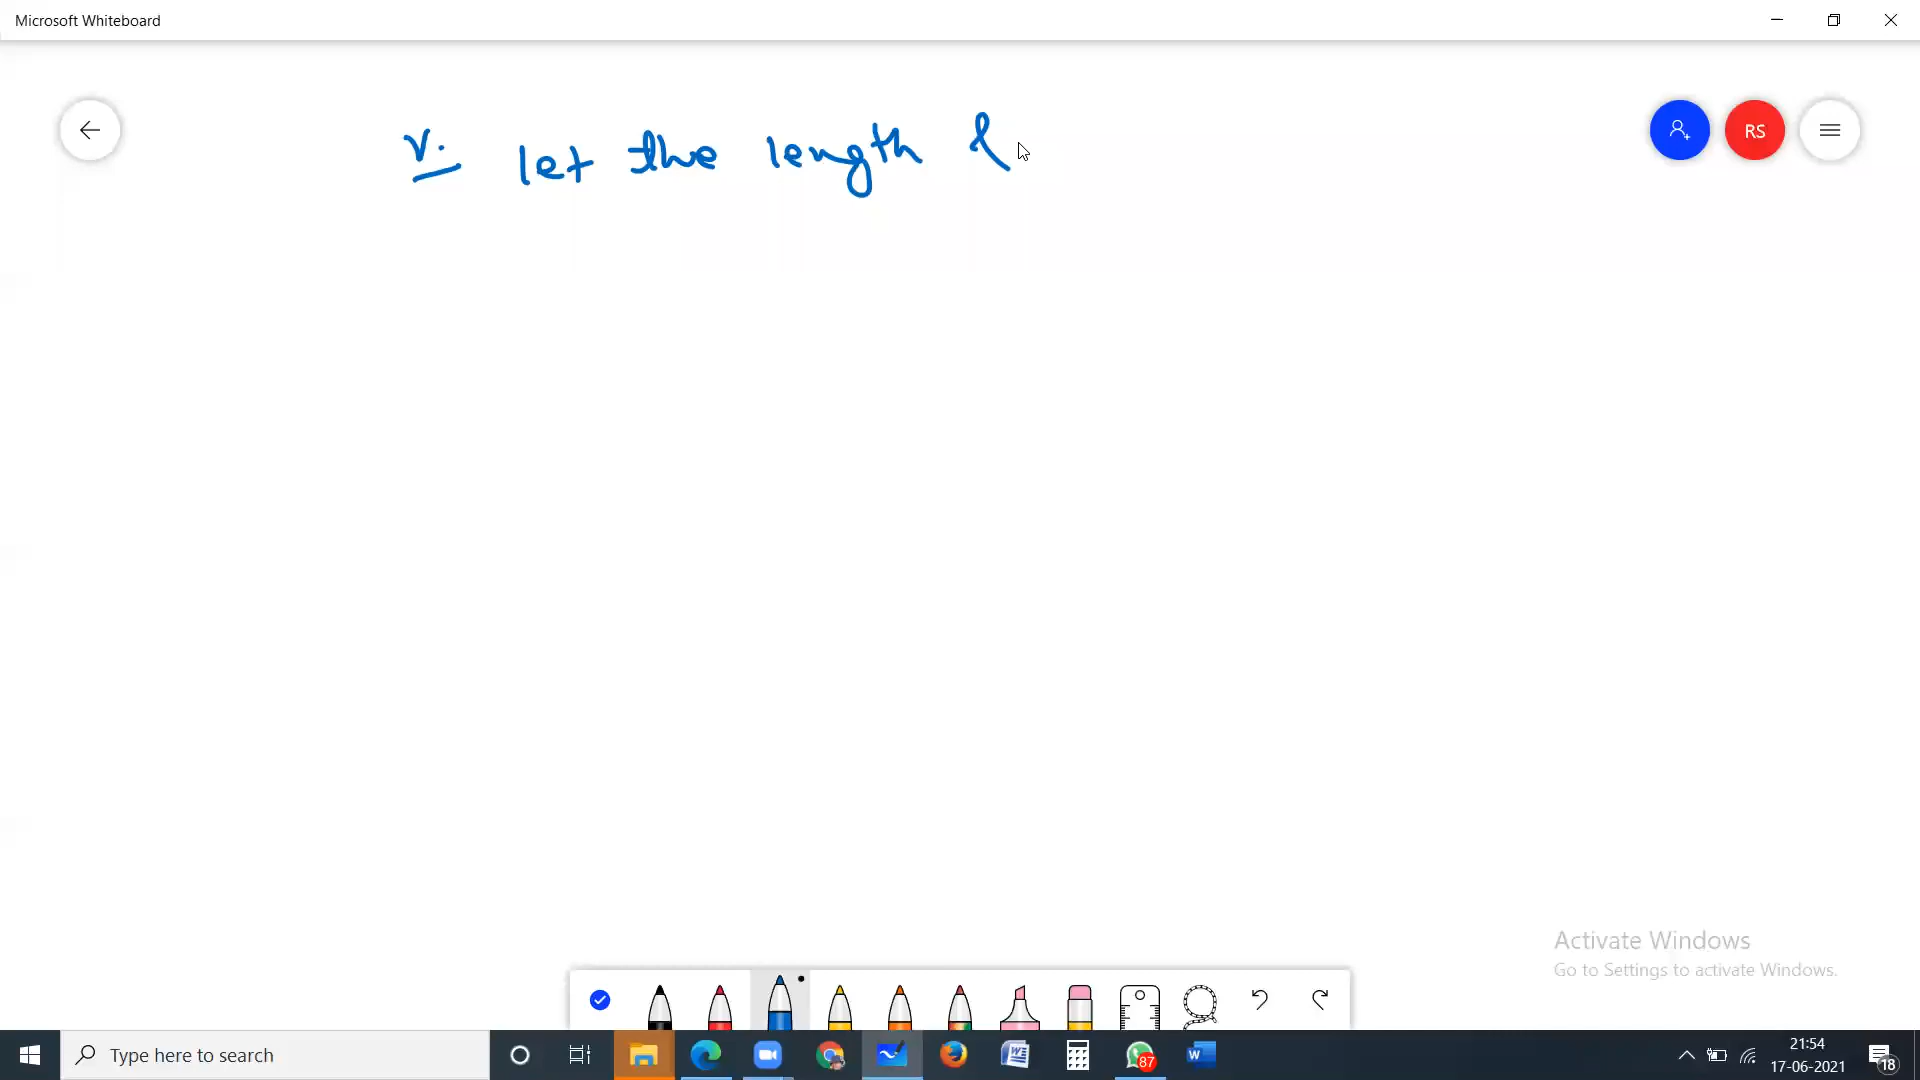 Microsoft Whiteboard
RS
v. let the length &
Activate Windows
Go to Settings to activate Windows.
Type here to search
87
21:54
17-06-2021
18